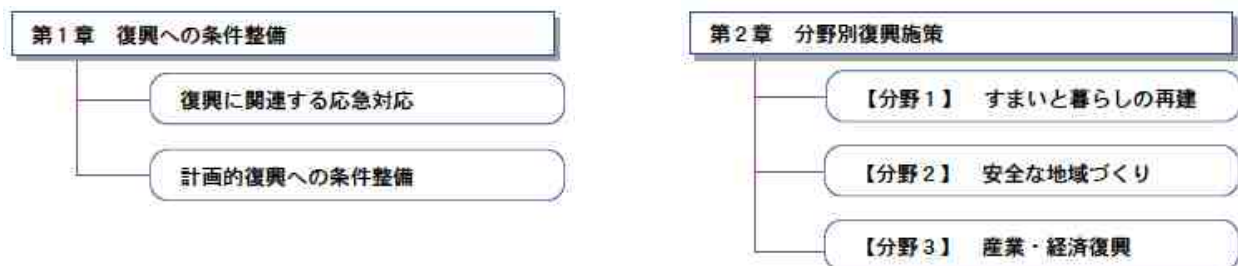 第1章　復興への条件整備
復興に関連する応急対応
計画的復興への条件整備
第2章　分野別復興施策
【分野1】　すまいと暮らしの再建
【分野2】　安全な地域づくり
【分野3】　産業・経済復興